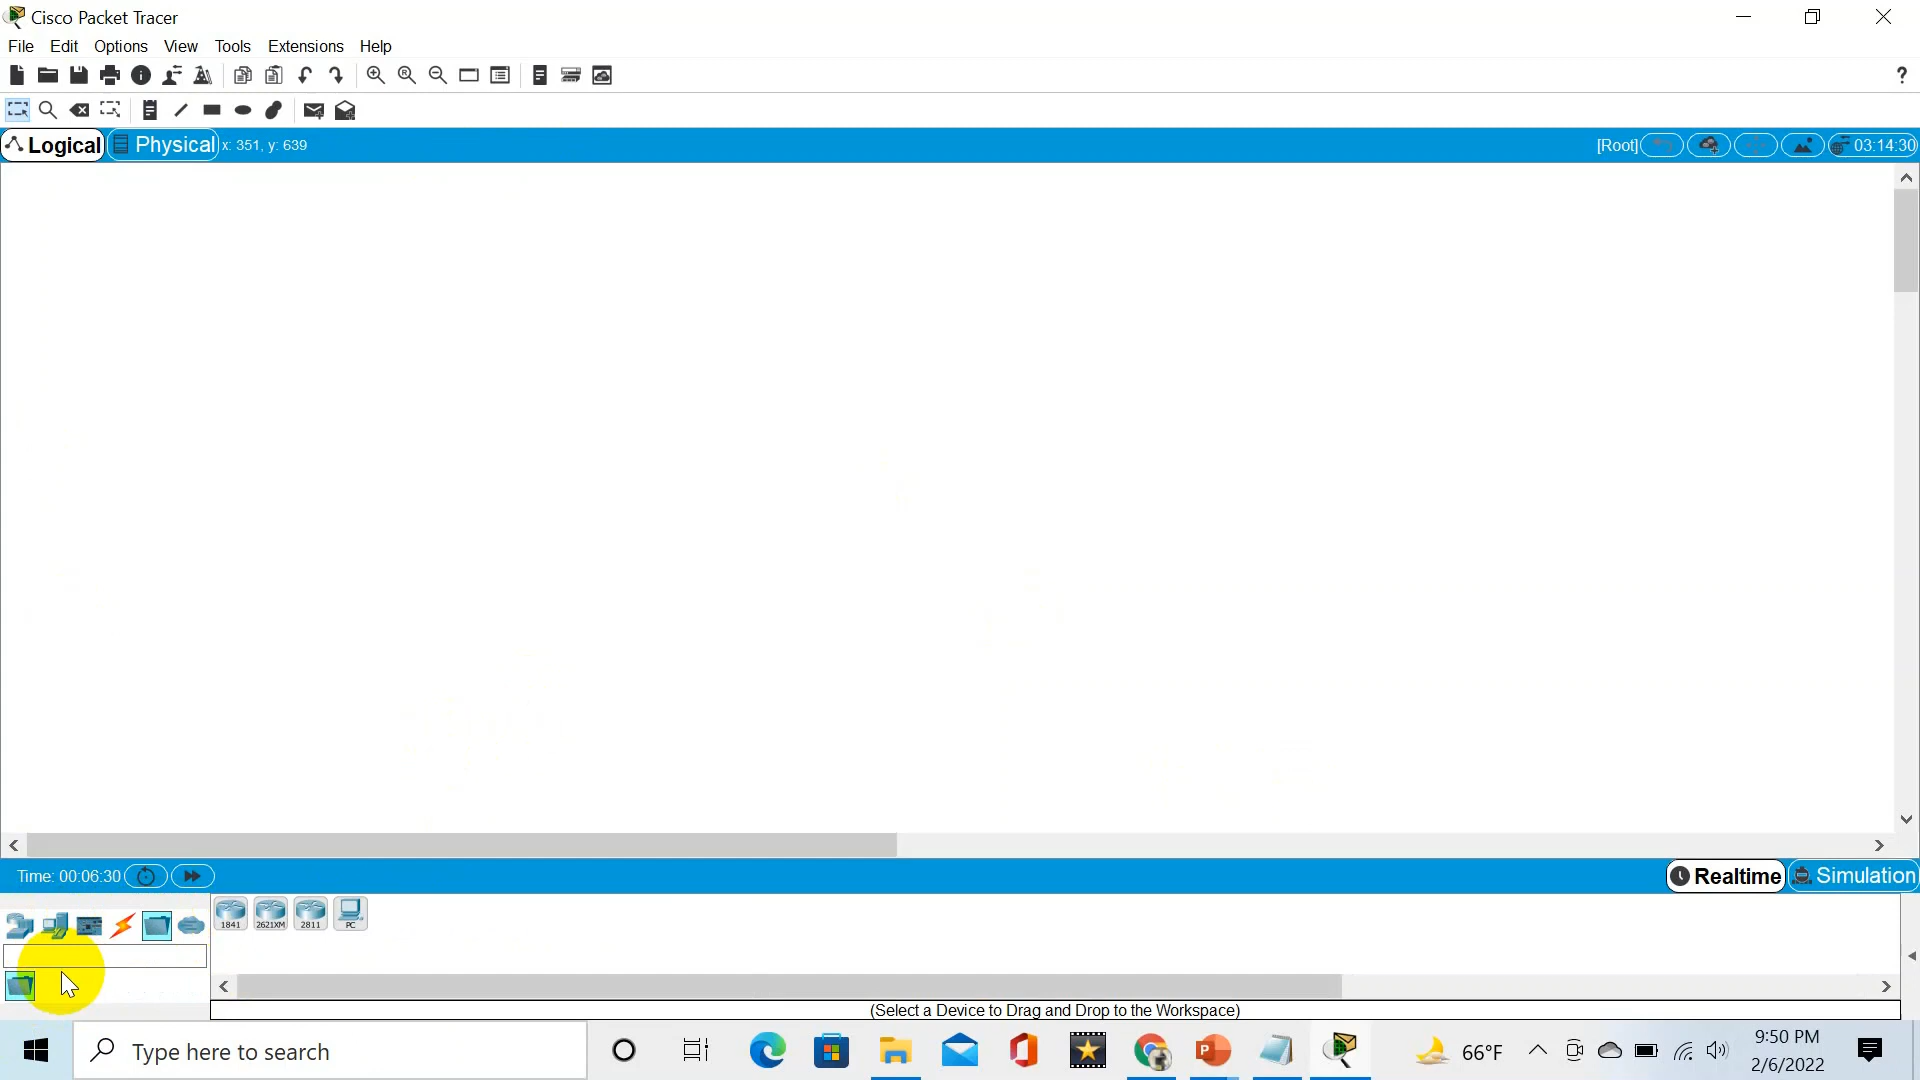 Cisco Packet Tracer
File Edit Options View Tools Extensions Help
?
Logical Physical x: 351, y: 639 [Root] 03:14:30
Time: 00:06:30 Realtime Simulation
1841 2621XM 2811 PC
(Select a Device to Drag and Drop to the Workspace)
Type here to search 66°F 9:50 PM
2/6/2022